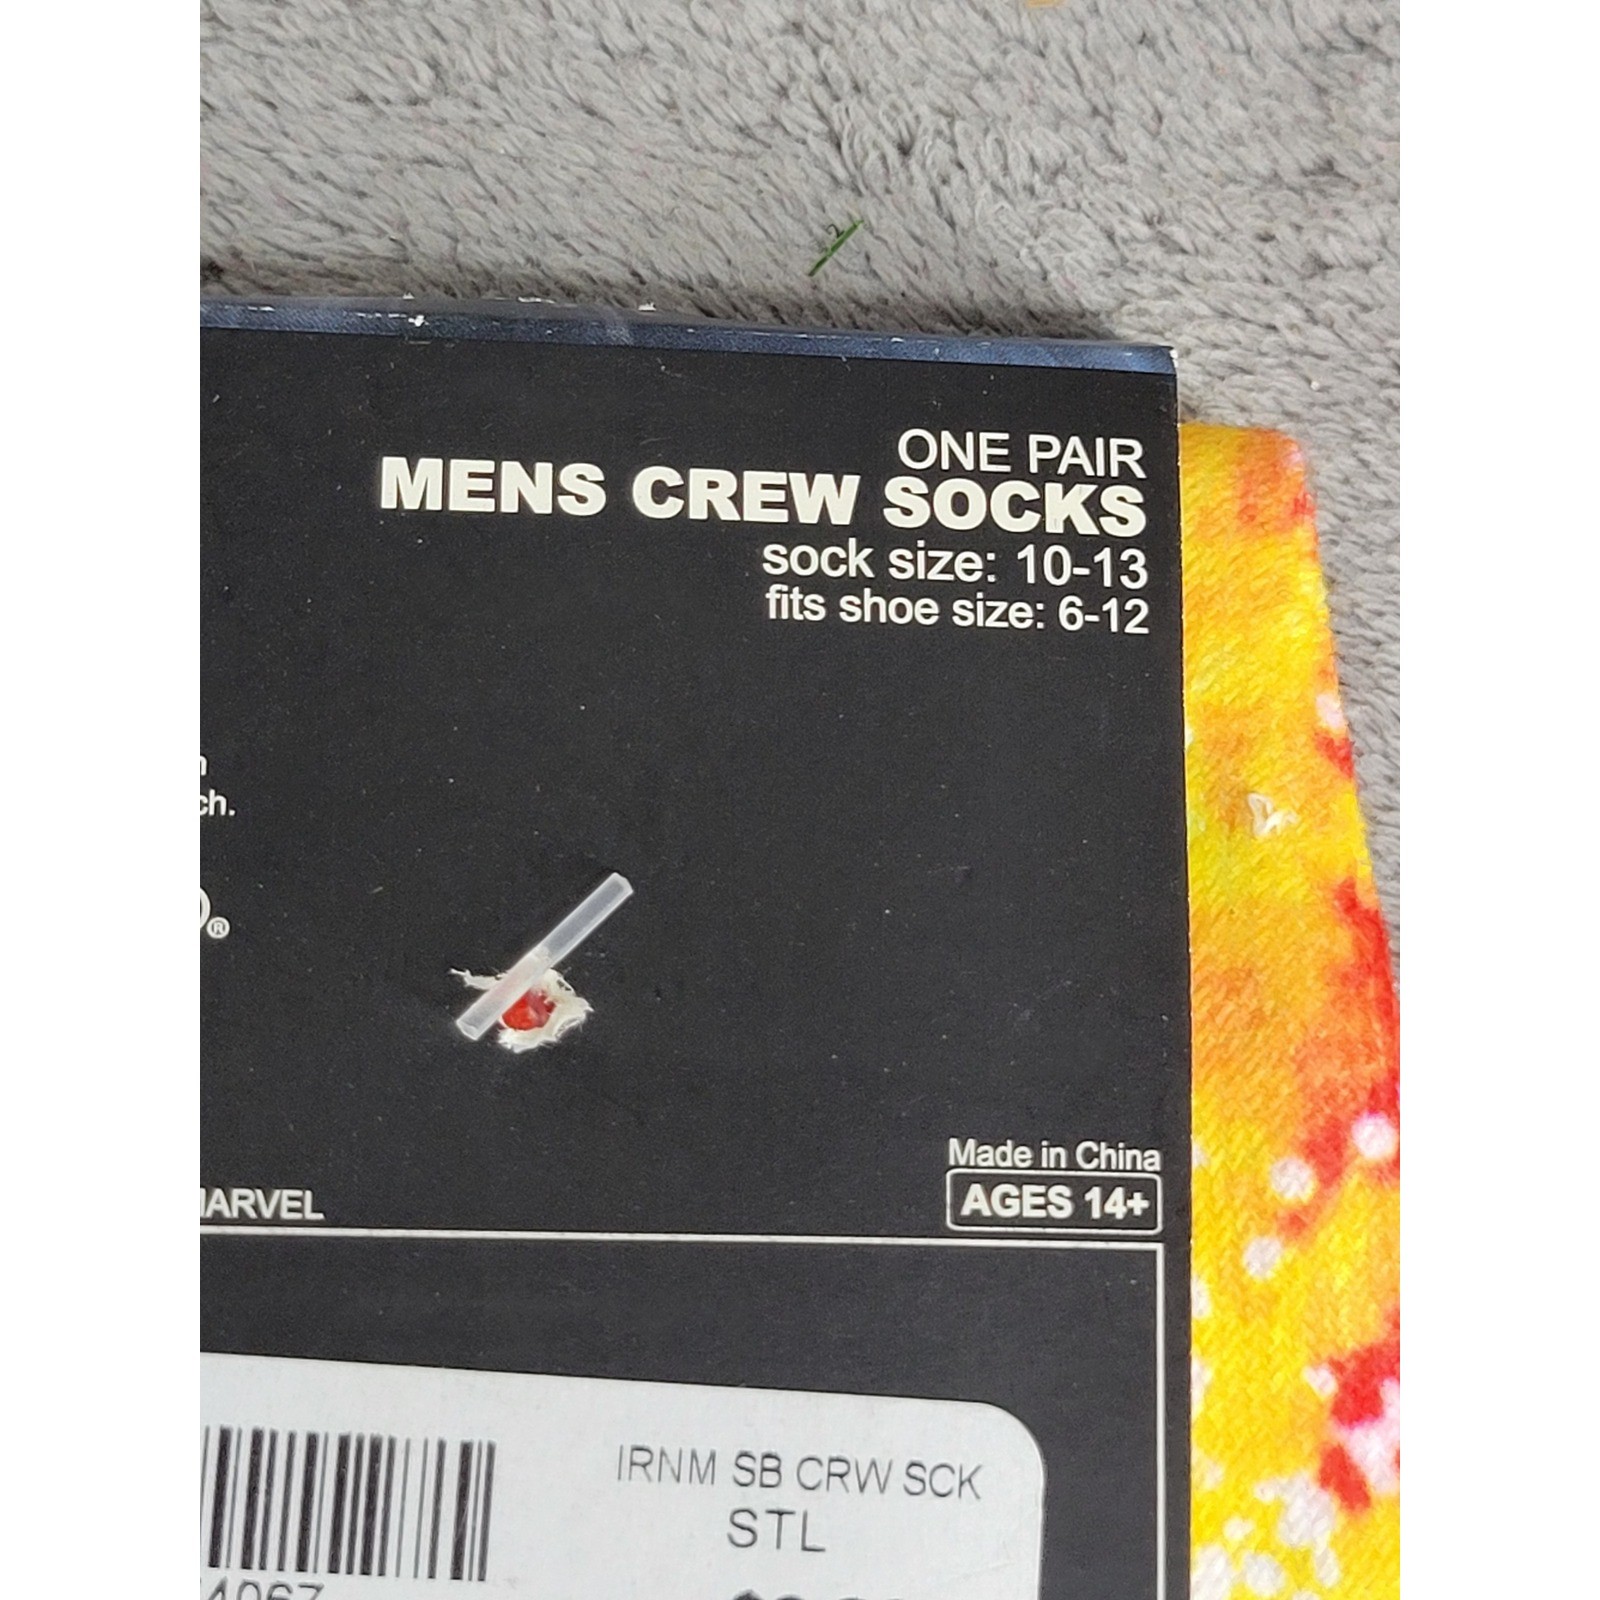 ONE PAIR
MENS CREW SOCKS
sock size: 10-13
fits shoe size: 6-12
ch.
®
Made in China
AGES 14+
MARVEL
IRNM SB CRW SCK
STL